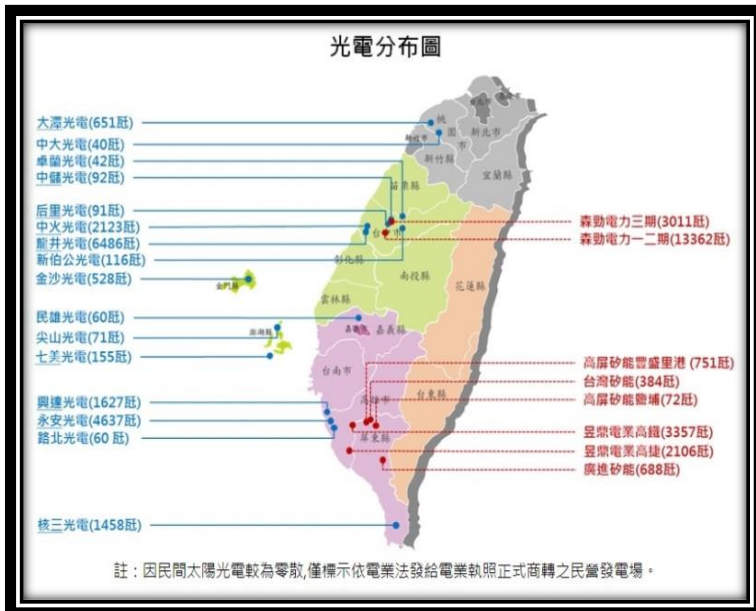 光電分布圖
大潭光電(651瓩)
中大光電(40瓩)
卓蘭光電(42瓩)
中儲光電(92瓩)
后里光電(91瓩)
中火光電(2123瓩)
龍井光電(6486瓩)
新伯公光電(116瓩)
金沙光電(528瓩)
民雄光電(60瓩)
尖山光電(71瓩)
七美光電(155瓩)
興達光電(1627瓩)
永安光電(4637瓩)
路北光電(60 瓩)
核三光電(1458瓩)
桃
園
市
新北市
新竹縣
宜蘭縣
苗栗縣
彰化縣
南投縣
雲林縣
花蓮縣
金門縣
澎湖縣
嘉義縣
台南市
高雄市
屏東縣
台東縣
森勁電力三期(3011瓩)
森勁電力一二期(13362瓩)
高屏矽能豐盛里港 (751瓩)
台灣矽能(384瓩)
高屏矽能鹽埔(72瓩)
昱鼎電業高鐵(3357瓩)
昱鼎電業高捷(2106瓩)
廣進矽能(688瓩)
註：因民間太陽光電較為零散,僅標示依電業法發給電業執照正式商轉之民營發電場。